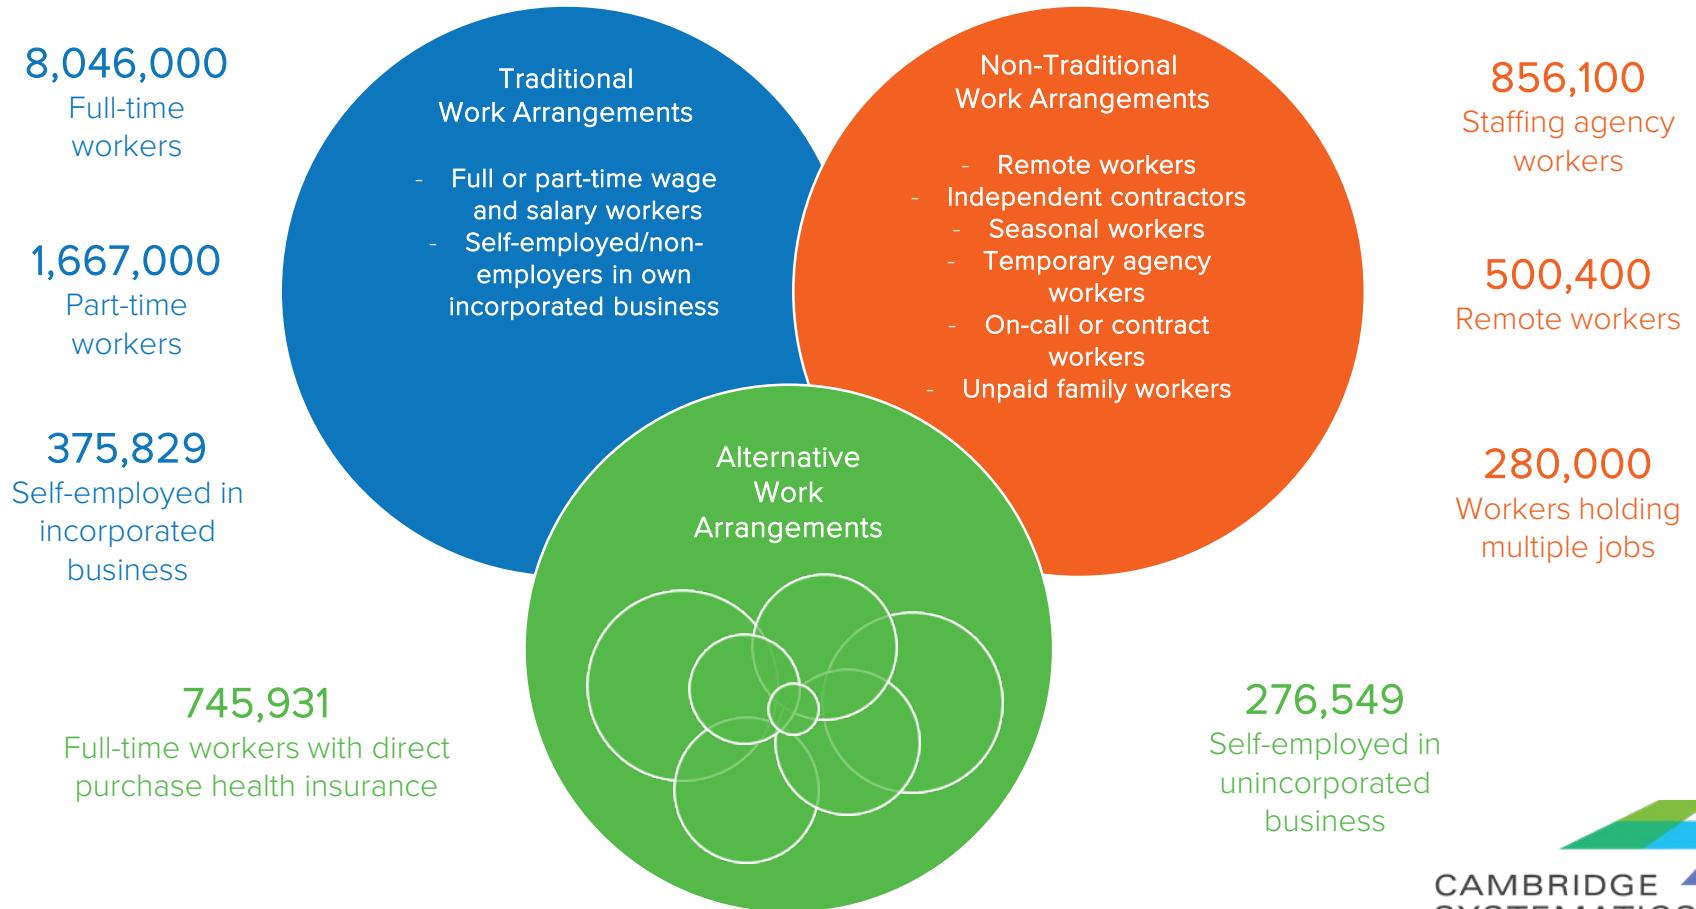 8,046,000
Full-time
workers
1,667,000
Part-time
workers
375,829
Self-employed in
incorporated
business
Traditional
Work Arrangements
- Full or part-time wage
and salary workers
- Self-employed/non-
employers in own
incorporated business
Non-Traditional
Work Arrangements
- Remote workers
- Independent contractors
- Seasonal workers
- Temporary agency
workers
- On-call or contract
workers
- Unpaid family workers
856,100
Staffing agency
workers
500,400
Remote workers
280,000
Workers holding
multiple jobs
Alternative
Work
Arrangements
745,931
Full-time workers with direct
purchase health insurance
276,549
Self-employed in
unincorporated
business
CAMBRIDGE
SYSTEMATICS